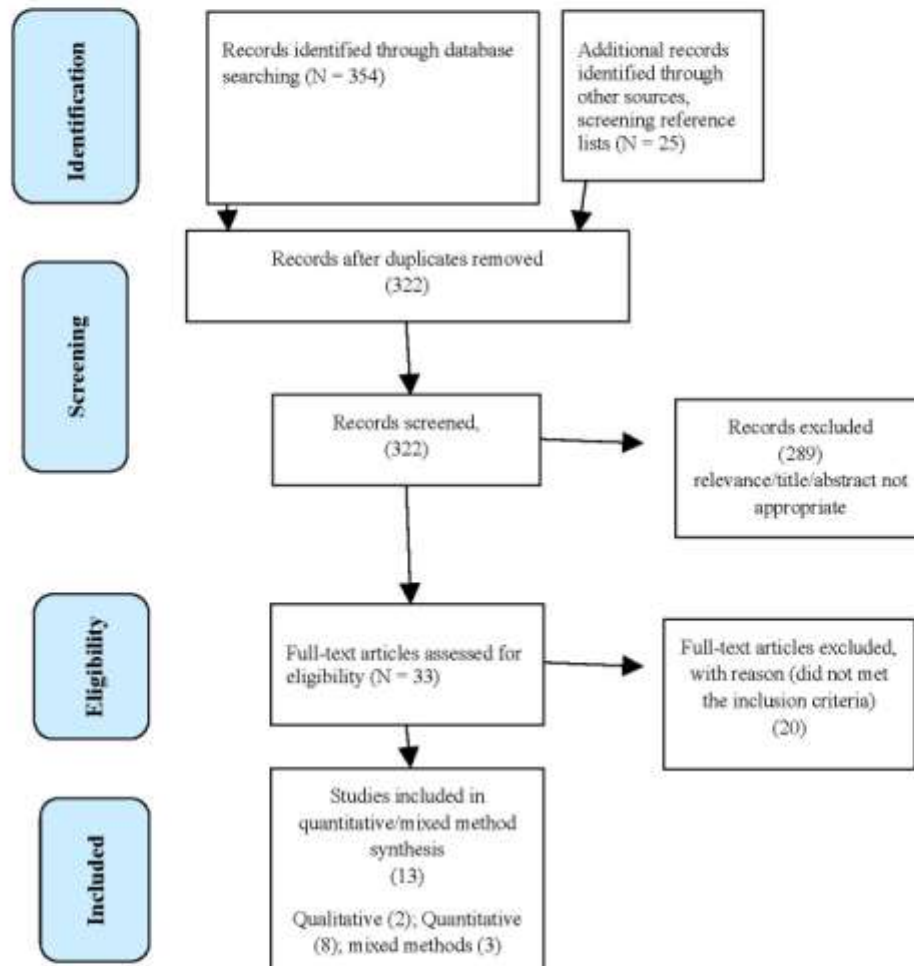 Identification
Records identified through database
searching (N = 354)
Additional records
identified through
other sources,
screening reference
lists (N = 25)
Records after duplicates removed
(322)
Screening
Records screened,
(322)
Records excluded
(289)
relevance/title/abstract not
appropriate
Eligibility
Full-text articles assessed for
eligibility (N = 33)
Full-text articles excluded,
with reason (did not met
the inclusion criteria)
(20)
Included
Studies included in
quantitative/mixed method
synthesis
(13)
Qualitative (2); Quantitative
(8); mixed methods (3)